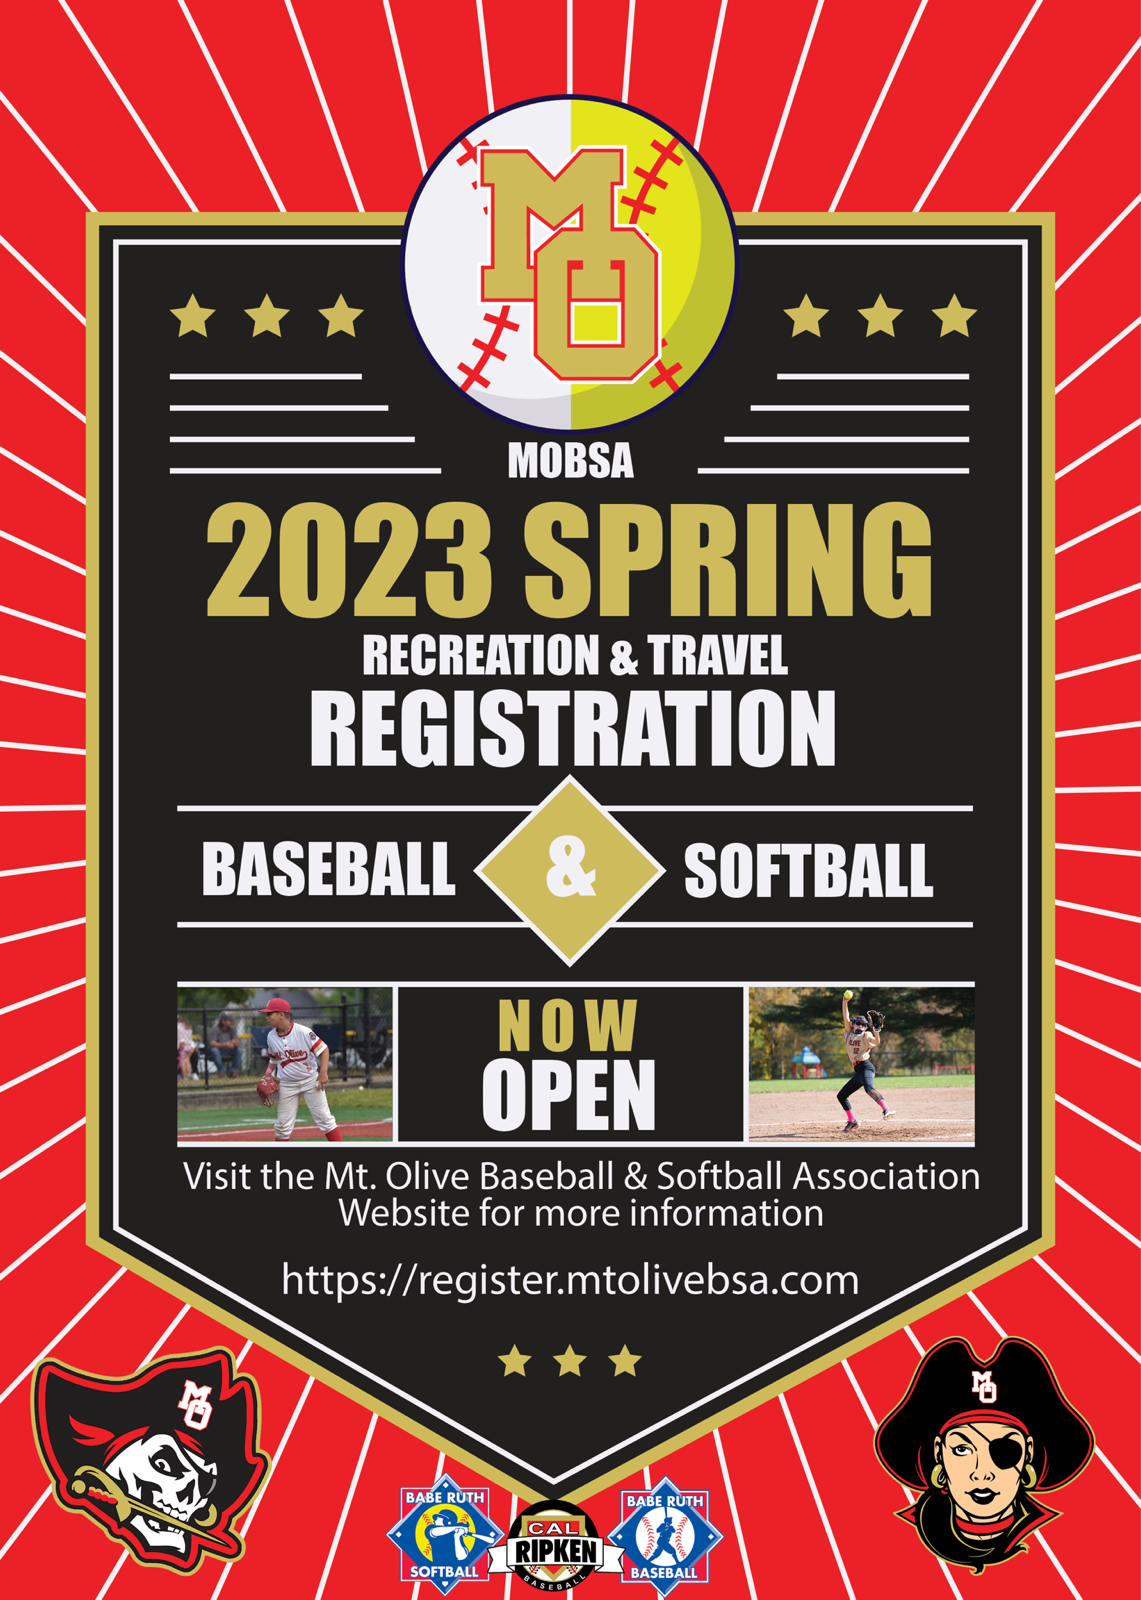 MO
MOBSA
2023 SPRING
RECREATION & TRAVEL
REGISTRATION
BASEBALL & SOFTBALL
NOW
OPEN
Visit the Mt. Olive Baseball & Softball Association
Website for more information
https://register.mtolivebsa.com
MO
MO
BABE RUTH
SOFTBALL
CAL
RIPKEN
BASEBALL
BABE RUTH
BASEBALL